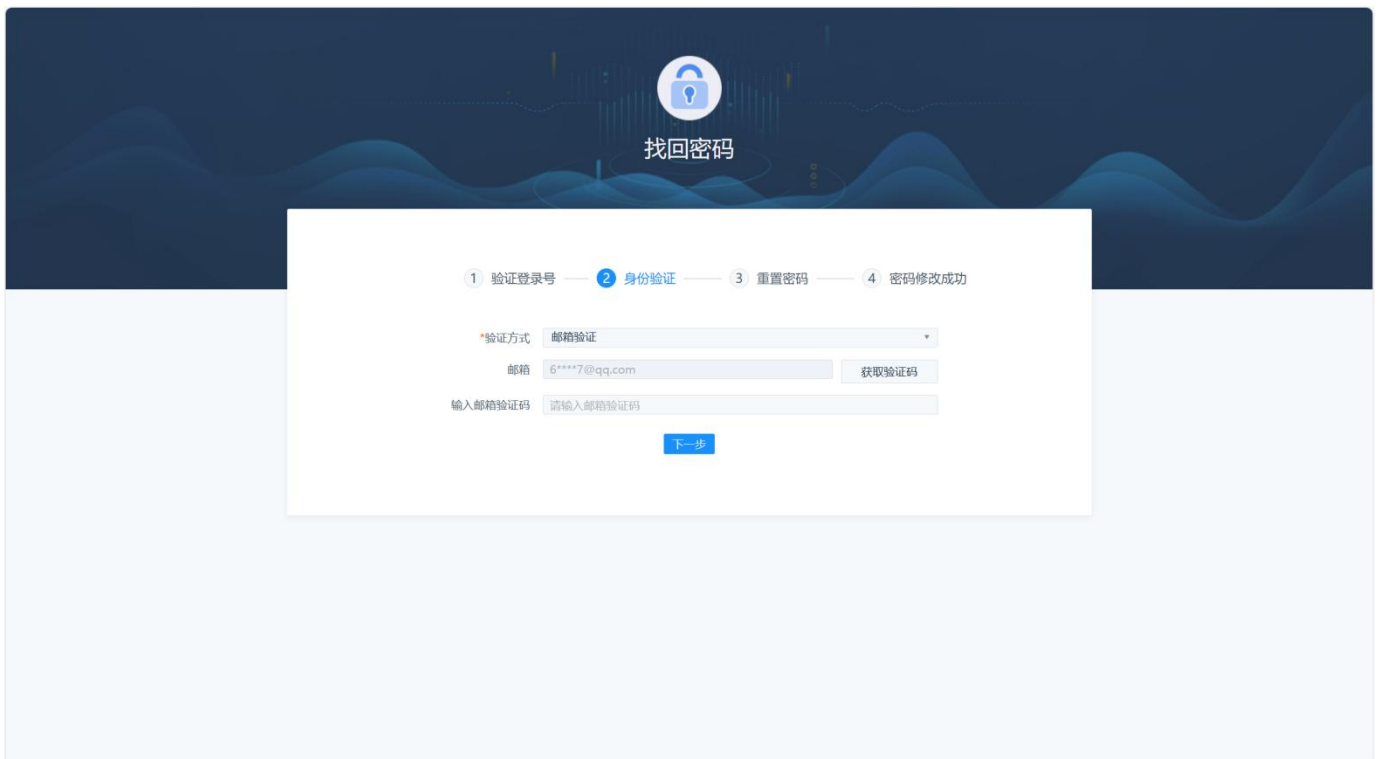 找回密码
1 验证登录号 2 身份验证 3 重置密码 4 密码修改成功
*验证方式 邮箱验证
邮箱 6****7@qq.com 获取验证码
输入邮箱验证码 请输入邮箱验证码
下一步